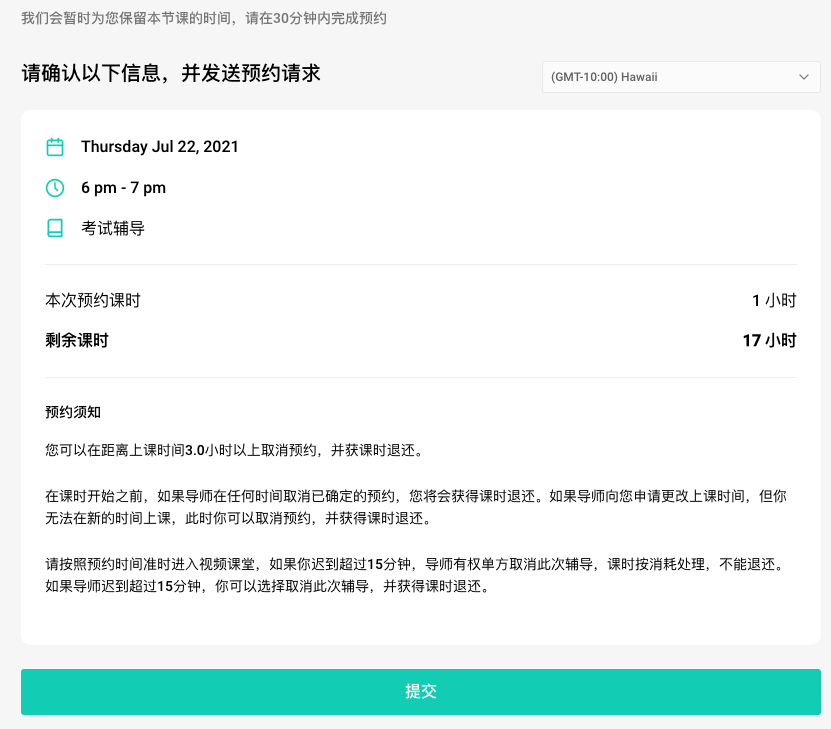 我们会暂时为您保留本节课的时间，请在30分钟内完成预约
请确认以下信息，并发送预约请求
(GMT-10:00) Hawaii
Thursday Jul 22, 2021
6 pm - 7 pm
考试辅导
本次预约课时 1 小时
剩余课时 17 小时
预约须知
您可以在距离上课时间3.0小时以上取消预约，并获课时退还。
在课时开始之前，如果导师在任何时间取消已确定的预约，您将会获得课时退还。如果导师向您申请更改上课时间，但你
无法在新的时间上课，此时你可以取消预约，并获得课时退还。
请按照预约时间准时进入视频课堂，如果你迟到超过15分钟，导师有权单方取消此次辅导，课时按消耗处理，不能退还。
如果导师迟到超过15分钟，你可以选择取消此次辅导，并获得课时退还。
提交